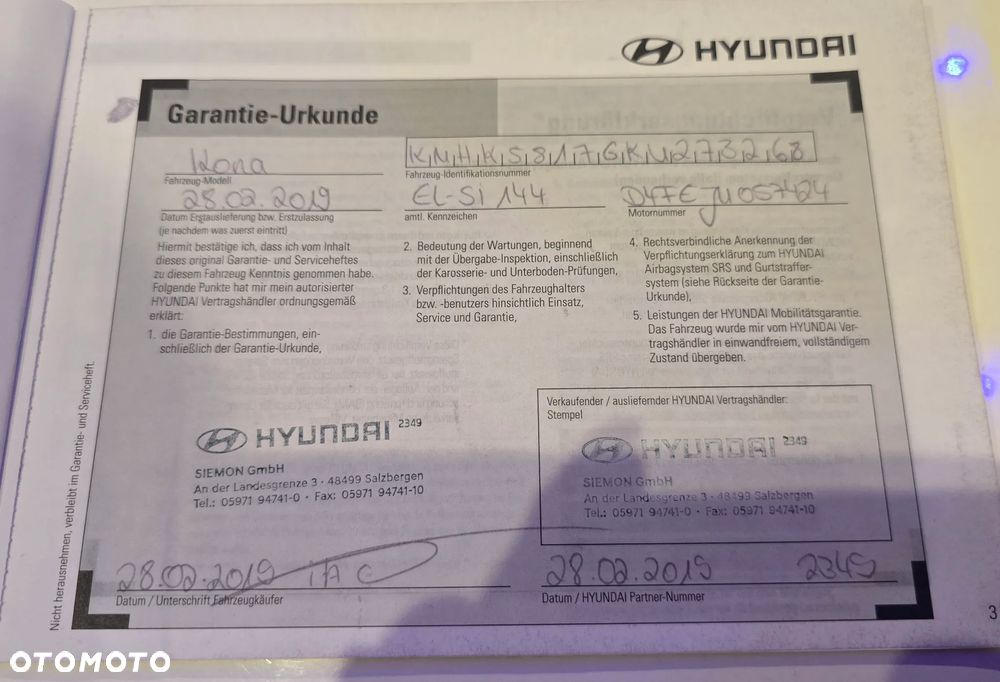 HYUNDAI
Garantie-Urkunde
Kona
KMHK5817GKU273268
Fahrzeug-Modell
Fahrzeug-Identifikationsnummer
28.02.2019
EL-SI 144
Datum Erstauslieferung bzw. Erstzulassung
(je nachdem was zuerst eintritt)
amtl. Kennzeichen
Motornummer
Hiermit bestätige ich, dass ich vom Inhalt
dieses original Garantie- und Serviceheftes
zu diesem Fahrzeug Kenntnis genommen habe.
Folgende Punkte hat mir mein autorisierter
HYUNDAI Vertragshändler ordnungsgemäß
erklärt:
1. die Garantie-Bestimmungen, ein-
schließlich der Garantie-Urkunde,
2. Bedeutung der Wartungen, beginnend
mit der Übergabe-Inspektion, einschließlich
der Karosserie- und Unterboden-Prüfungen,
3. Verpflichtungen des Fahrzeughalters
bzw. -benutzers hinsichtlich Einsatz,
Service und Garantie,
4. Rechtsverbindliche Anerkennung der
Verpflichtungserklärung zum HYUNDAI
Airbagsystem SRS und Gurtstraffer-
system (siehe Rückseite der Garantie-
Urkunde),
5. Leistungen der HYUNDAI Mobilitätsgarantie.
Das Fahrzeug wurde mir vom HYUNDAI Ver-
tragshändler in einwandfreiem, vollständigem
Zustand übergeben.
HYUNDAI 2349
SIEMON GmbH
An der Landesgrenze 3 · 48499 Salzbergen
Tel.: 05971 94741-0 · Fax: 05971 94741-10
Verkaufender / ausliefernder HYUNDAI Vertragshändler:
Stempel
HYUNDAI 2349
SIEMON GmbH
An der Landesgrenze 3 · 48499 Salzbergen
Tel.: 05971 94741-0 · Fax: 05971 94741-10
28.02.2019 iA
Datum / Unterschrift Fahrzeugkäufer
28.02.2019 2349
Datum / HYUNDAI Partner-Nummer
Nicht herausnehmen, verbleibt im Garantie- und Serviceheft.
3
OTOMOTO